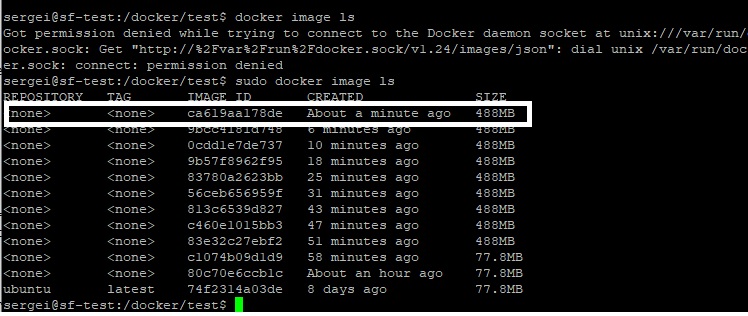 sergei@sf-test:/docker/test$ docker image ls
Got permission denied while trying to connect to the Docker daemon socket at unix:///var/run/d
ocker.sock: Get "http://%2Fvar%2Frun%2Fdocker.sock/v1.24/images/json": dial unix /var/run/dock
er.sock: connect: permission denied
sergei@sf-test:/docker/test$ sudo docker image ls
REPOSITORY TAG IMAGE ID CREATED SIZE
<none> <none> ca619aa178de About a minute ago 488MB
<none> <none> 9bcc4181d748 6 minutes ago 488MB
<none> <none> 0cdd1e7de737 10 minutes ago 488MB
<none> <none> 9b57f8962f95 18 minutes ago 488MB
<none> <none> 83780a2623bb 25 minutes ago 488MB
<none> <none> 56ceb656959f 31 minutes ago 488MB
<none> <none> 813c6539d827 43 minutes ago 488MB
<none> <none> c460e1015bb3 47 minutes ago 488MB
<none> <none> 83e32c27ebf2 51 minutes ago 488MB
<none> <none> c1074b09d1d9 58 minutes ago 77.8MB
<none> <none> 80c70e6ccb1c About an hour ago 77.8MB
ubuntu latest 74f2314a03de 8 days ago 77.8MB
sergei@sf-test:/docker/test$